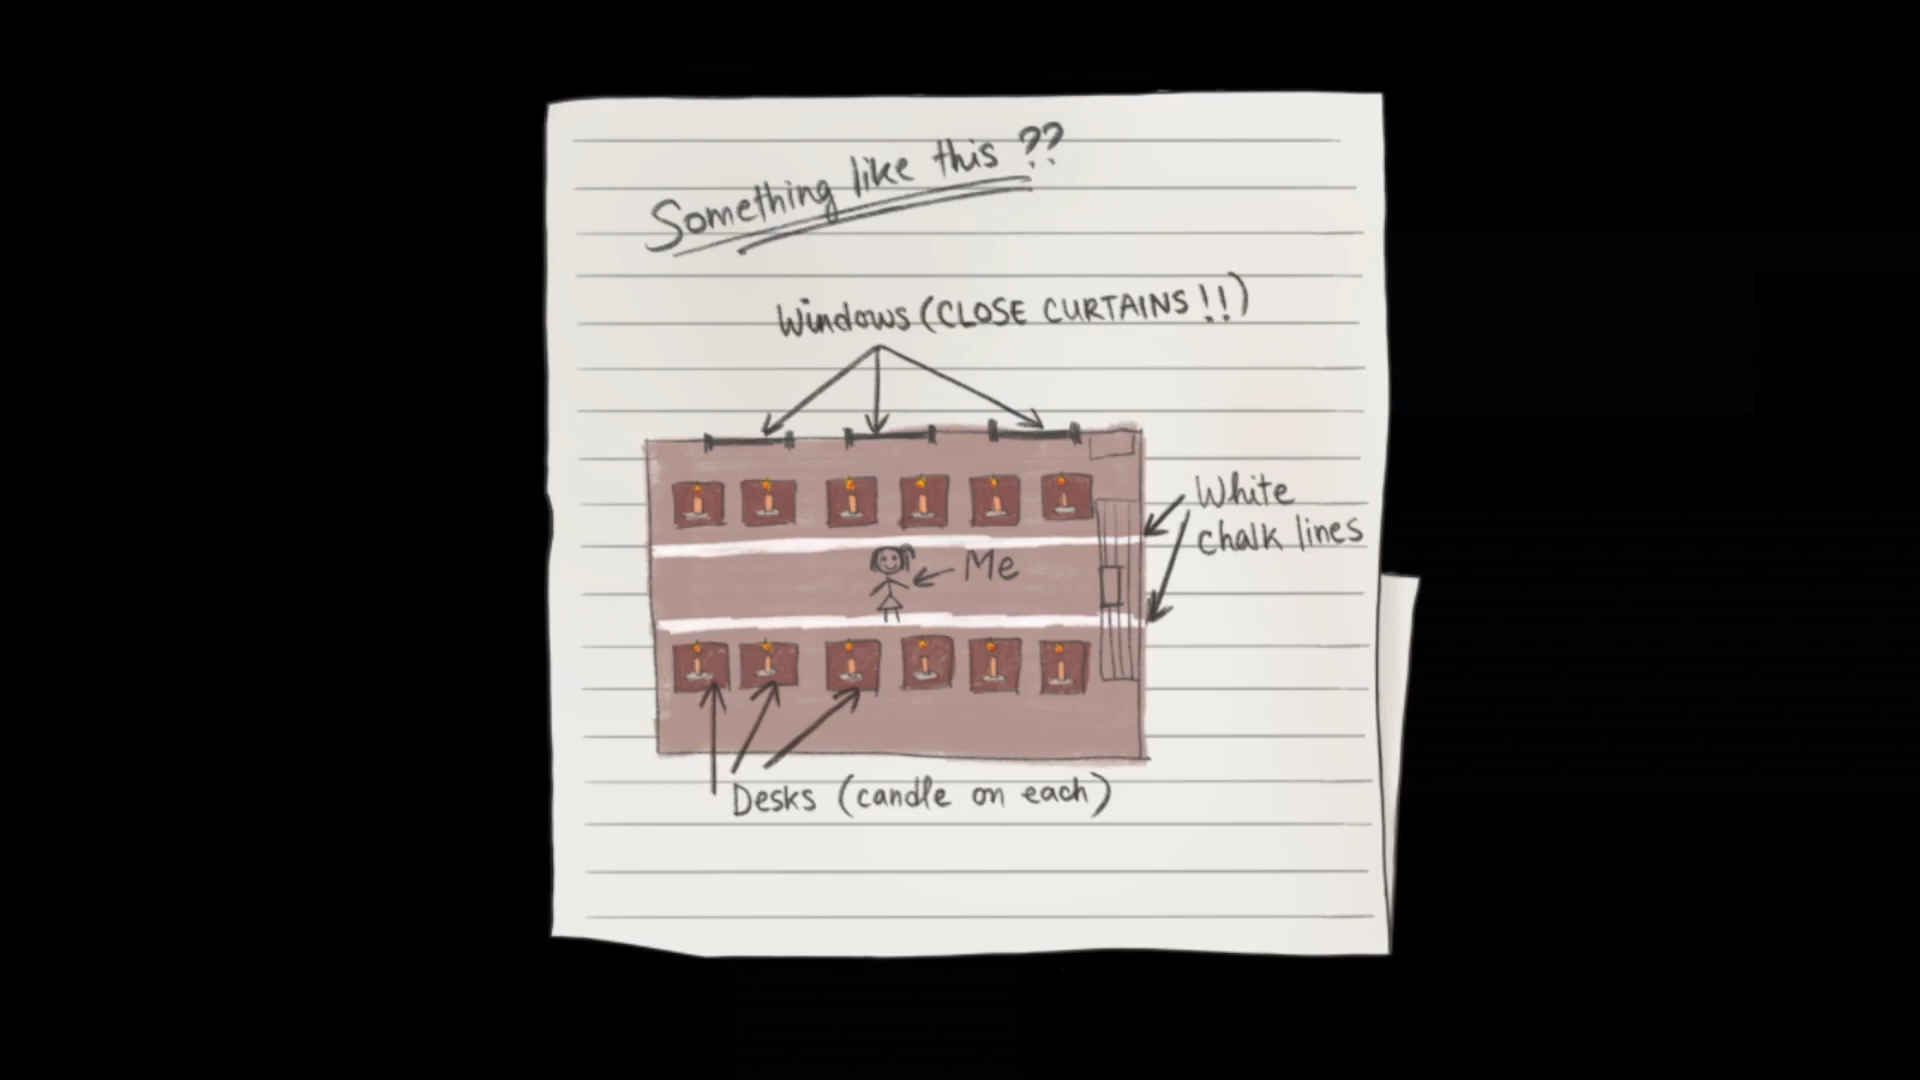 Something like this ??
Windows (CLOSE CURTAINS !!)
White
chalk lines
Me
Desks (candle on each)